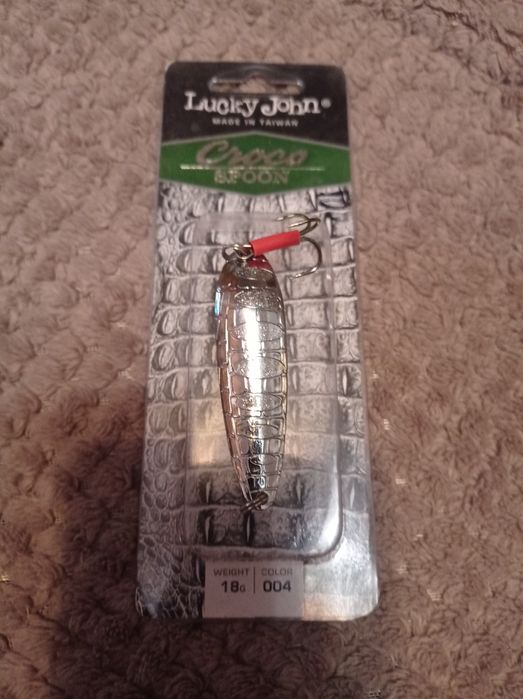 Lucky John®
MADE IN TAIWAN
Croco
SPOON
WEIGHT COLOR
18G 004